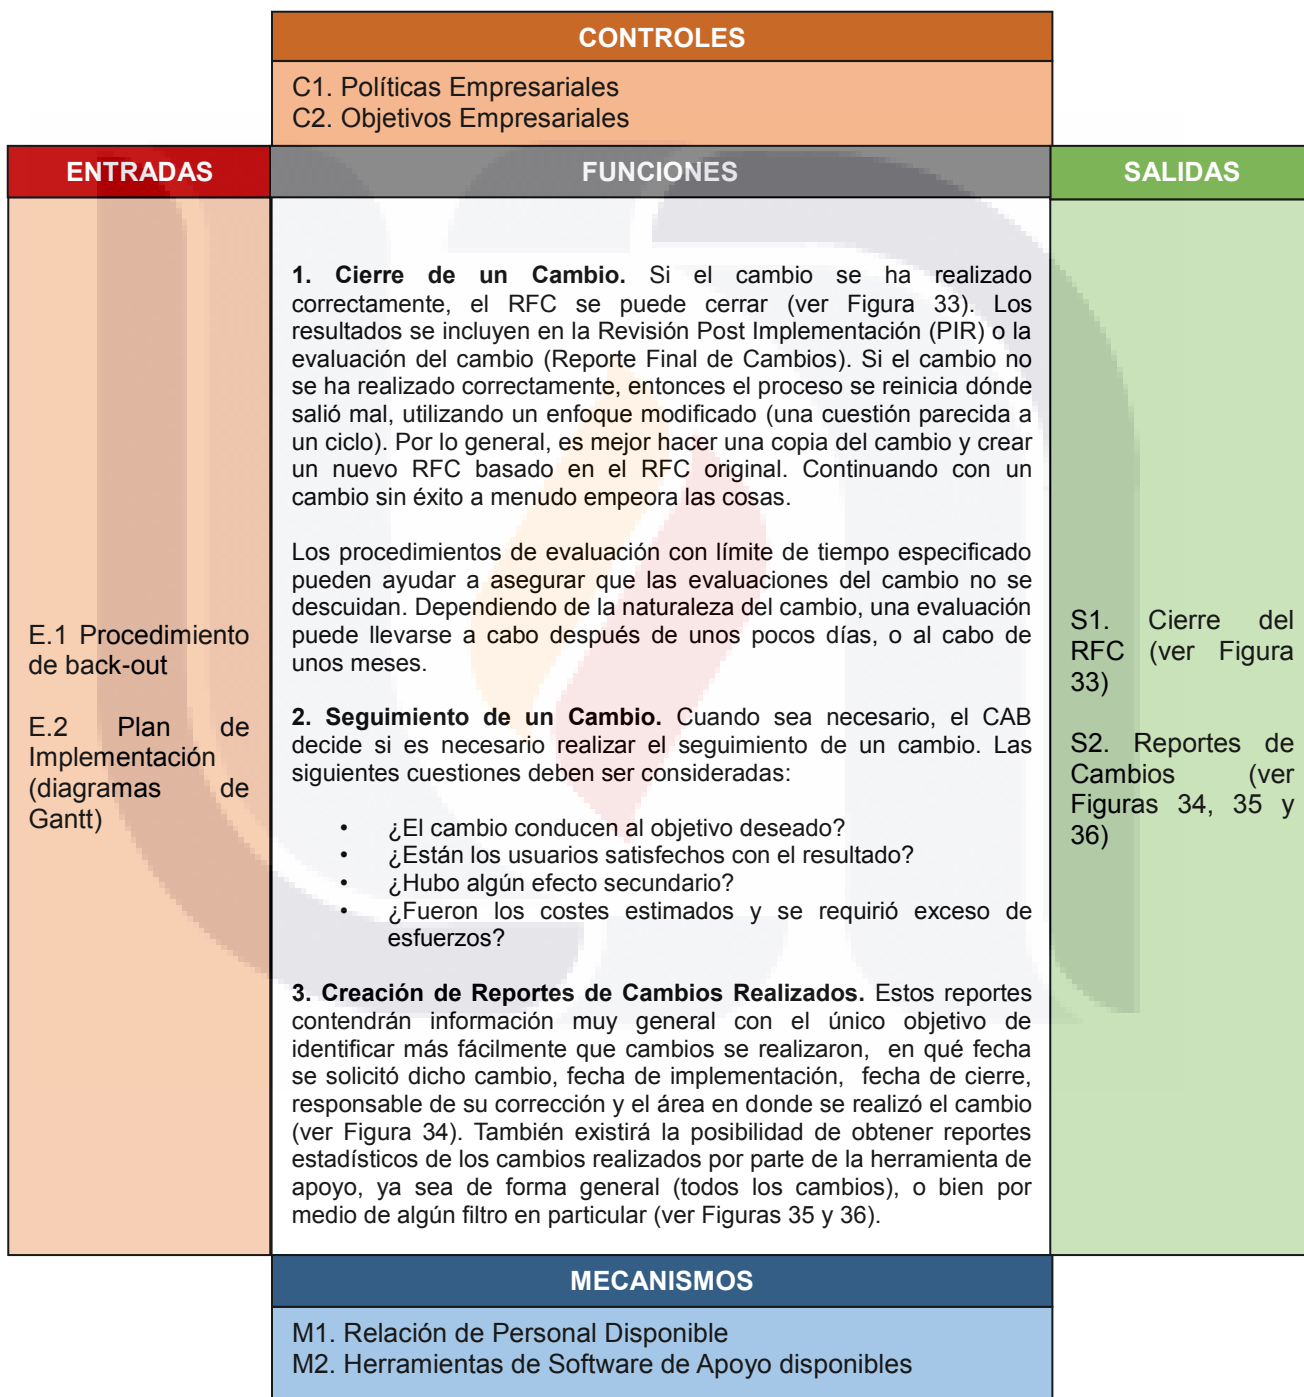 CONTROLES
C1. Políticas Empresariales
C2. Objetivos Empresariales
ENTRADAS
E.1 Procedimiento
de back-out
E.2 Plan de
Implementación
(diagramas de
Gantt)
FUNCIONES
1. Cierre de un Cambio. Si el cambio se ha realizado
correctamente, el RFC se puede cerrar (ver Figura 33). Los
resultados se incluyen en la Revisión Post Implementación (PIR) o la
evaluación del cambio (Reporte Final de Cambios). Si el cambio no
se ha realizado correctamente, entonces el proceso se reinicia dónde
salió mal, utilizando un enfoque modificado (una cuestión parecida a
un ciclo). Por lo general, es mejor hacer una copia del cambio y crear
un nuevo RFC basado en el RFC original. Continuando con un
cambio sin éxito a menudo empeora las cosas.
Los procedimientos de evaluación con límite de tiempo especificado
pueden ayudar a asegurar que las evaluaciones del cambio no se
descuidan. Dependiendo de la naturaleza del cambio, una evaluación
puede llevarse a cabo después de unos pocos días, o al cabo de
unos meses.
2. Seguimiento de un Cambio. Cuando sea necesario, el CAB
decide si es necesario realizar el seguimiento de un cambio. Las
siguientes cuestiones deben ser consideradas:
• ¿El cambio conducen al objetivo deseado?
• ¿Están los usuarios satisfechos con el resultado?
• ¿Hubo algún efecto secundario?
• ¿Fueron los costes estimados y se requirió exceso de
esfuerzos?
3. Creación de Reportes de Cambios Realizados. Estos reportes
contendrán información muy general con el único objetivo de
identificar más fácilmente que cambios se realizaron, en qué fecha
se solicitó dicho cambio, fecha de implementación, fecha de cierre,
responsable de su corrección y el área en donde se realizó el cambio
(ver Figura 34). También existirá la posibilidad de obtener reportes
estadísticos de los cambios realizados por parte de la herramienta de
apoyo, ya sea de forma general (todos los cambios), o bien por
medio de algún filtro en particular (ver Figuras 35 y 36).
SALIDAS
S1. Cierre del
RFC (ver Figura
33)
S2. Reportes de
Cambios (ver
Figuras 34, 35 y
36)
MECANISMOS
M1. Relación de Personal Disponible
M2. Herramientas de Software de Apoyo disponibles